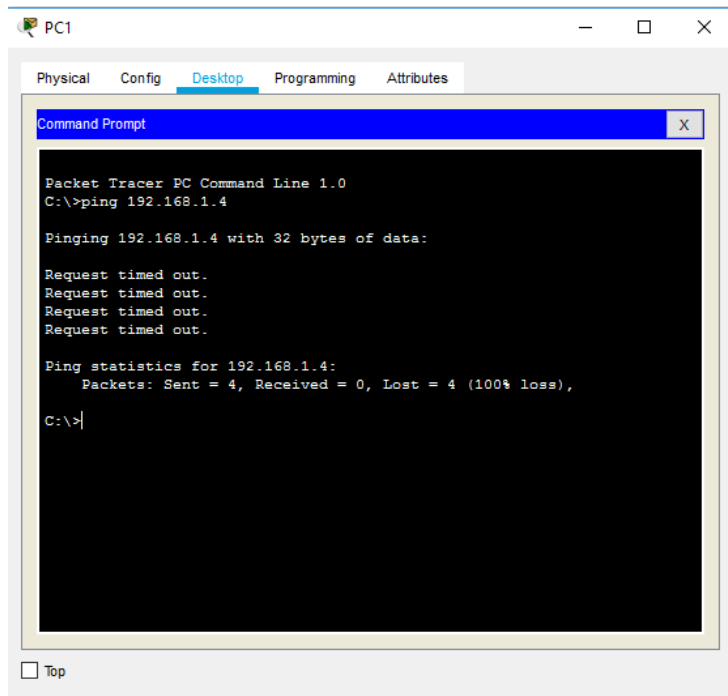 PC1
Physical Config Desktop Programming Attributes
Command Prompt
X
Packet Tracer PC Command Line 1.0
C:\>ping 192.168.1.4
Pinging 192.168.1.4 with 32 bytes of data:
Request timed out.
Request timed out.
Request timed out.
Request timed out.
Ping statistics for 192.168.1.4:
Packets: Sent = 4, Received = 0, Lost = 4 (100% loss),
C:\>
Top